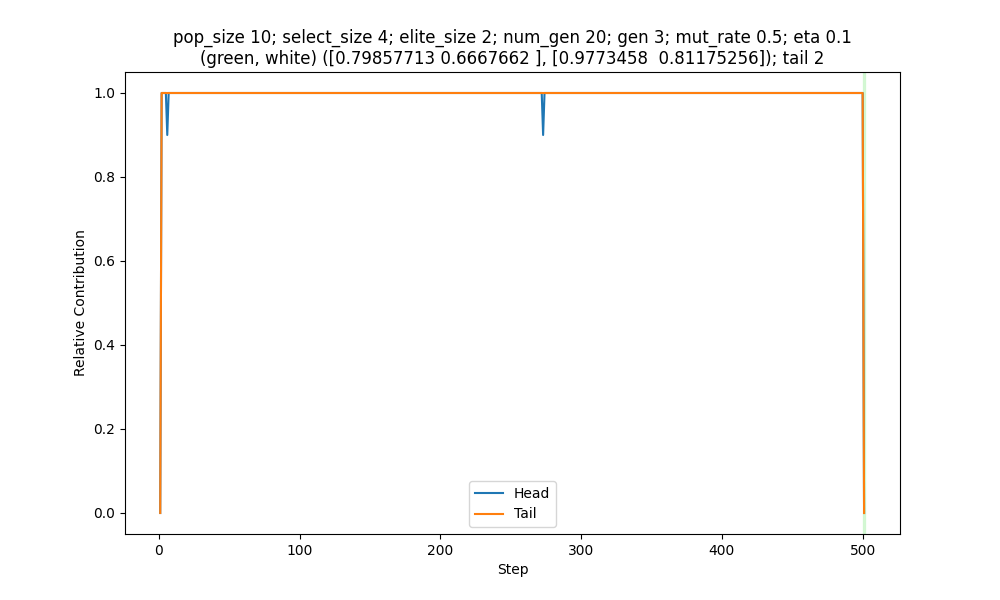 pop_size 10; select_size 4; elite_size 2; num_gen 20; gen 3; mut_rate 0.5; eta 0.1
(green, white) ([0.79857713 0.6667662 ], [0.9773458  0.81175256]); tail 2
1.0
0.8
0.6
0.4
0.2
0.0
Relative Contribution
Head
Tail
0
100
200
300
400
500
Step